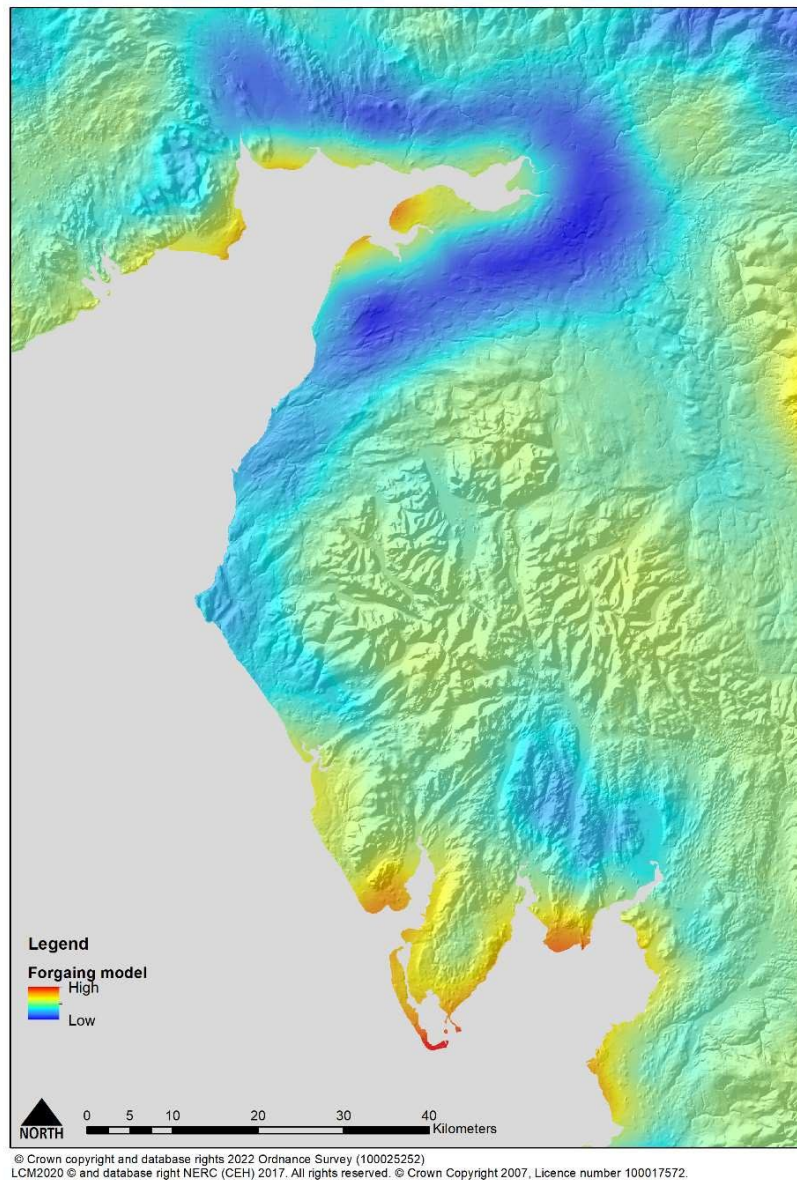 Legend
Forgaing model
High
Low
NORTH
0 5 10 20 30 40
Kilometers
© Crown copyright and database rights 2022 Ordnance Survey (100025252)
LCM2020 © and database right NERC (CEH) 2017. All rights reserved. © Crown Copyright 2007, Licence number 100017572.